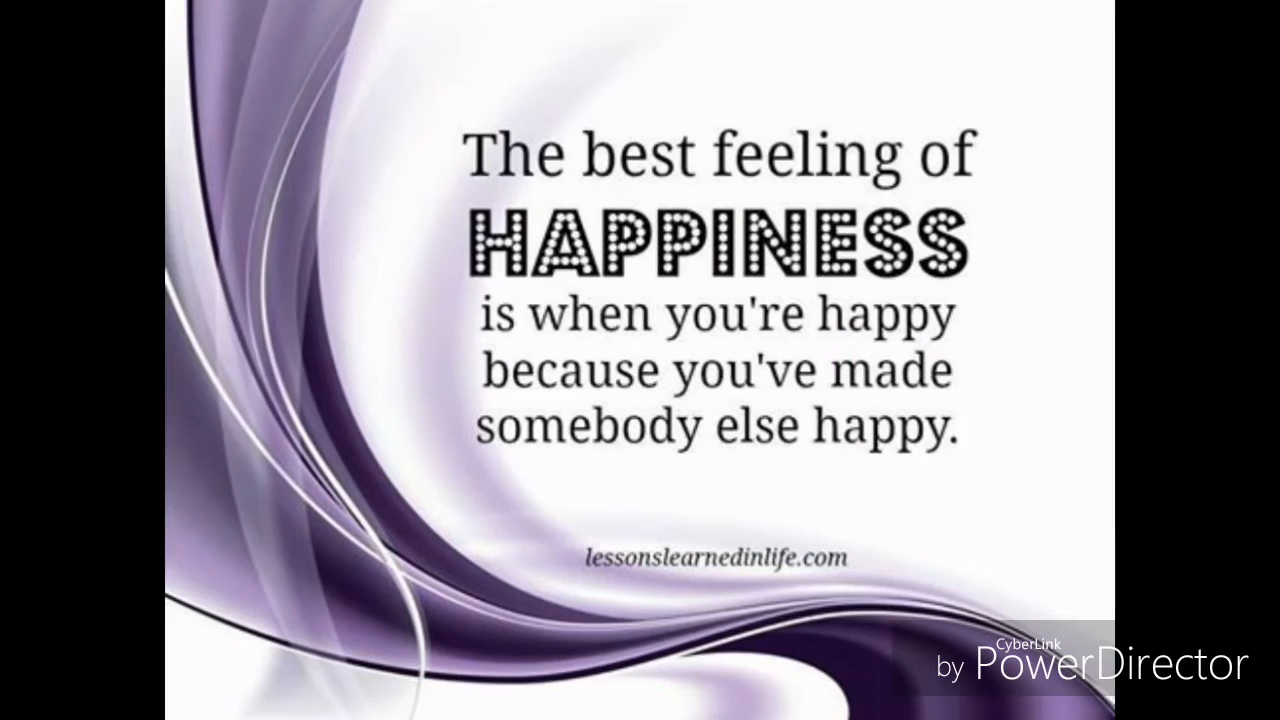 The best feeling of
HAPPINESS
is when you're happy
because you've made
somebody else happy.
lessonslearnedinlife.com
CyberLink
by PowerDirector